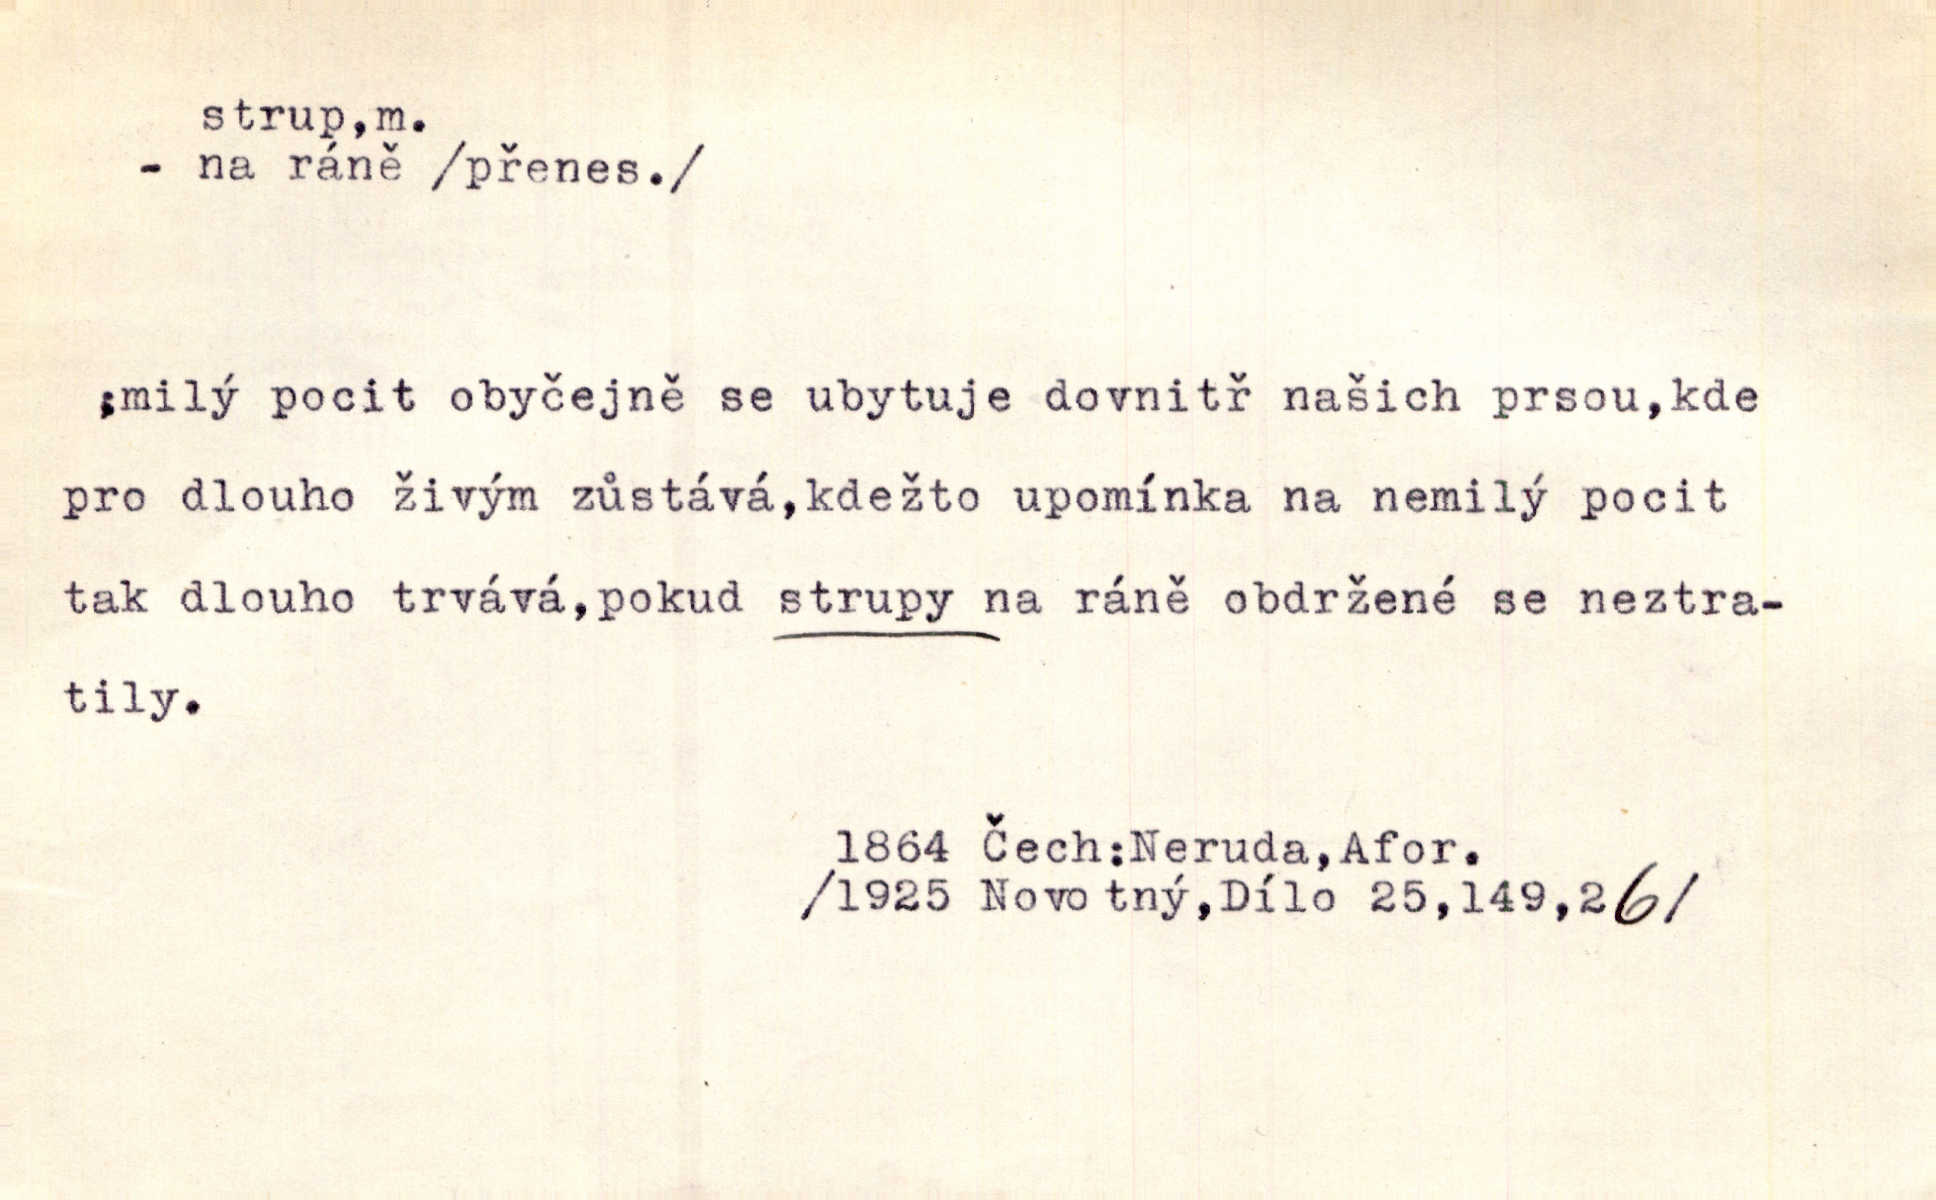 strup,m.
- na ráně /přenes./
;milý pocit obyčejně se ubytuje dovnitř našich prsou,kde
pro dlouho živým zůstává,kdežto upomínka na nemilý pocit
tak dlouho trvává,pokud strupy na ráně obdržené se neztra-
tily.
1864 Čech:Neruda,Afor.
/1925 Novotný,Dílo 25,149,26/